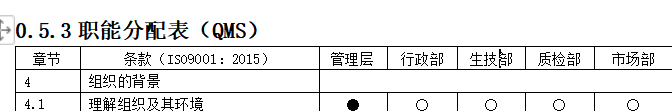 0.5.3 职能分配表（QMS）
章节 条款（ISO9001：2015） 管理层 行政部 生技部 质检部 市场部
4 组织的背景
4.1 理解组织及其环境 ● ○ ○ ○ ○